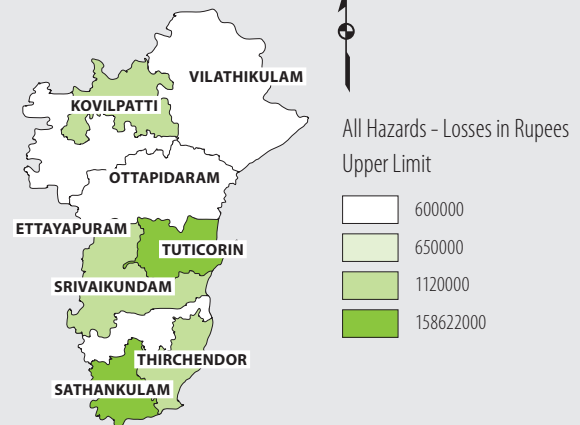 VILATHIKULAM
KOVILPATTI
OTTAPIDARAM
ETTAYAPURAM
TUTICORIN
SRIVAIKUNDAM
THIRCHENDOR
SATHANKULAM
All Hazards - Losses in Rupees
Upper Limit
600000
650000
1120000
158622000